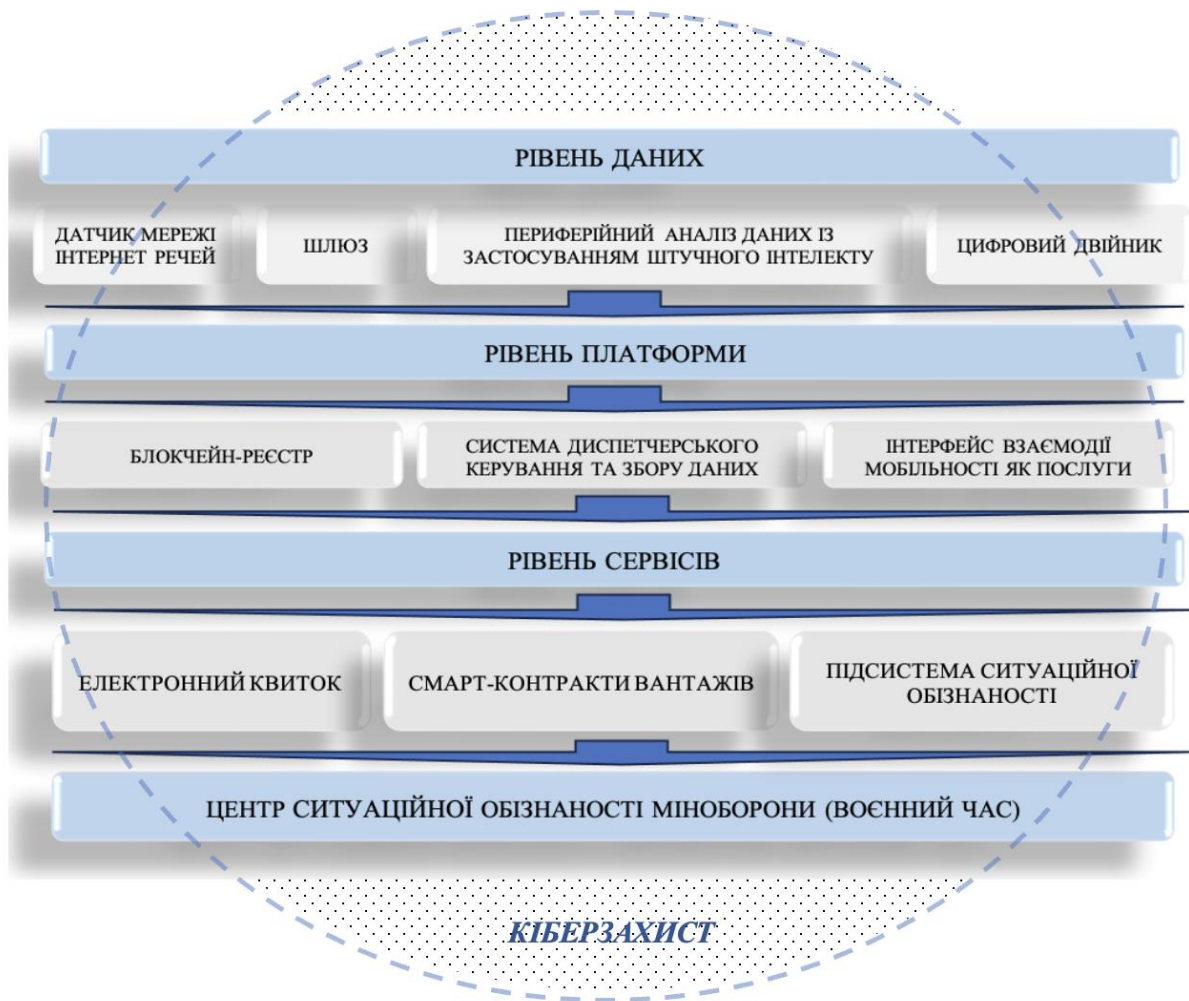 РІВЕНЬ ДАНИХ
ДАТЧИК МЕРЕЖІ
ІНТЕРНЕТ РЕЧЕЙ
ШЛЮЗ
ПЕРИФЕРІЙНИЙ АНАЛІЗ ДАНИХ ІЗ
ЗАСТОСУВАННЯМ ШТУЧНОГО ІНТЕЛЕКТУ
ЦИФРОВИЙ ДВІЙНИК
РІВЕНЬ ПЛАТФОРМИ
БЛОКЧЕЙН-РЕЄСТР
СИСТЕМА ДИСПЕТЧЕРСЬКОГО
КЕРУВАННЯ ТА ЗБОРУ ДАНИХ
ІНТЕРФЕЙС ВЗАЄМОДІЇ
МОБІЛЬНОСТІ ЯК ПОСЛУГИ
РІВЕНЬ СЕРВІСІВ
ЕЛЕКТРОННИЙ КВИТОК
СМАРТ-КОНТРАКТИ ВАНТАЖІВ
ПІДСИСТЕМА СИТУАЦІЙНОЇ
ОБІЗНАНОСТІ
ЦЕНТР СИТУАЦІЙНОЇ ОБІЗНАНОСТІ МІНОБОРОНИ (ВОЄННИЙ ЧАС)
КІБЕРЗАХИСТ